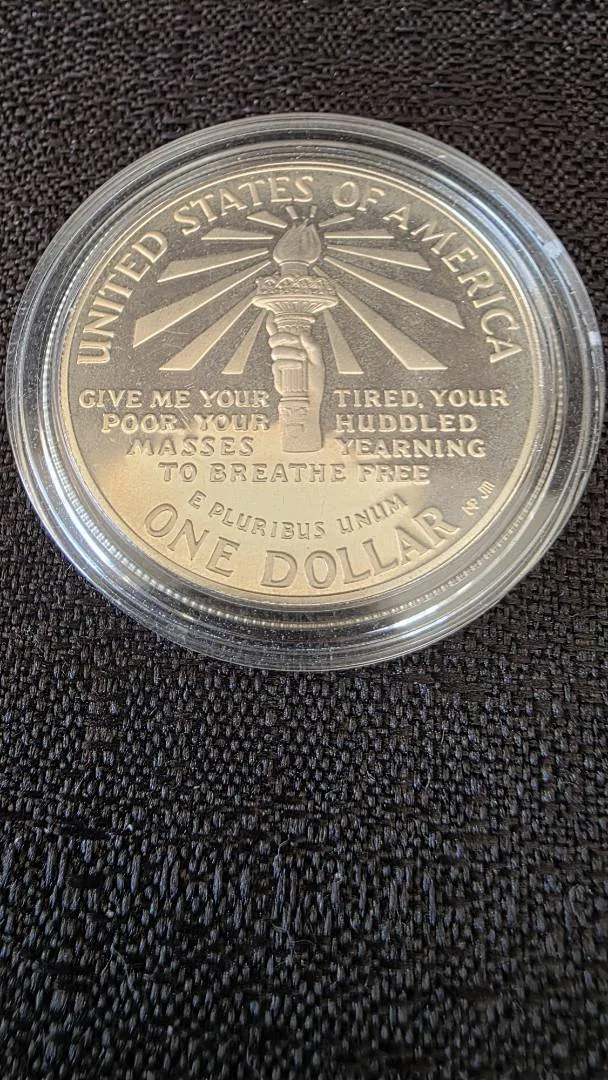 UNITED STATES OF AMERICA
GIVE ME YOUR TIRED, YOUR
POOR YOUR HUDDLED
MASSES YEARNING
TO BREATHE FREE
E PLURIBUS UNUM
ONE DOLLAR